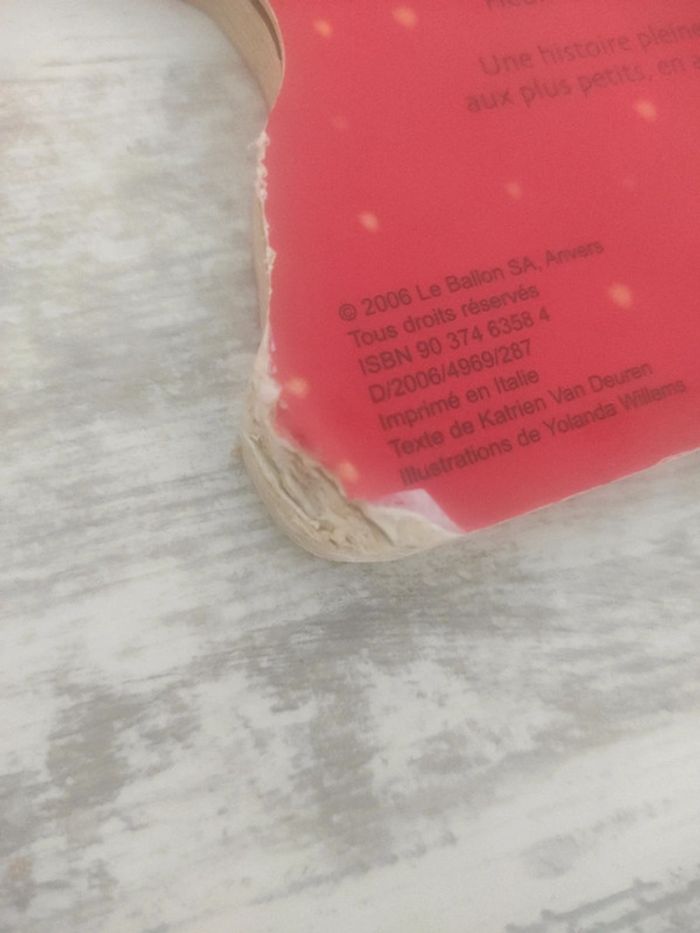 Une histoire pleine
aux plus petits, en a
© 2006 Le Ballon SA, Anvers
Tous droits réservés
ISBN 90 374 6358 4
D/2006/4969/287
Imprimé en Italie
Texte de Katrien Van Deuren
Illustrations de Yolanda Willems